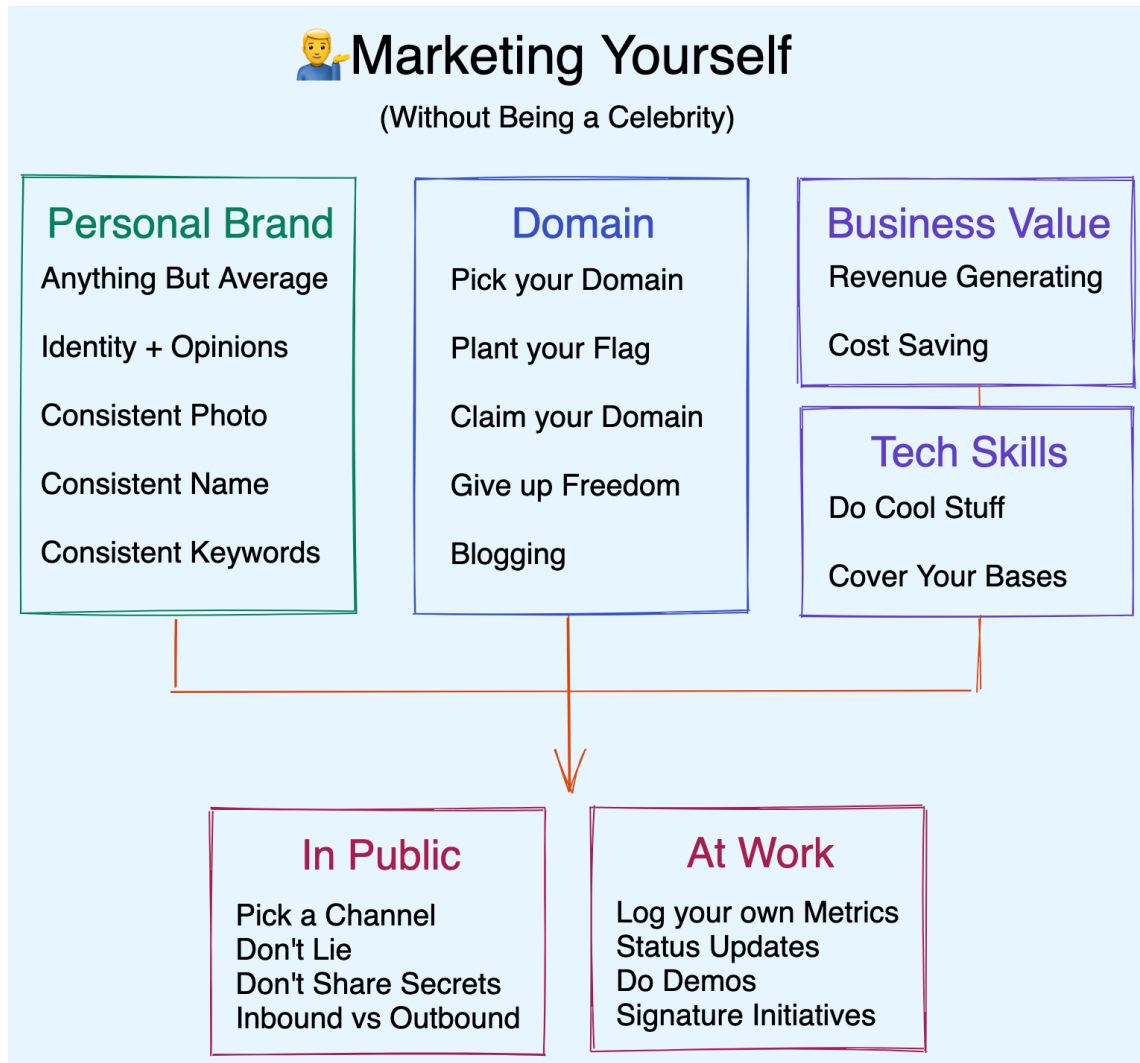 Marketing Yourself
(Without Being a Celebrity)
Personal Brand
Anything But Average
Identity + Opinions
Consistent Photo
Consistent Name
Consistent Keywords
Domain
Pick your Domain
Plant your Flag
Claim your Domain
Give up Freedom
Blogging
Business Value
Revenue Generating
Cost Saving
Tech Skills
Do Cool Stuff
Cover Your Bases
In Public
Pick a Channel
Don't Lie
Don't Share Secrets
Inbound vs Outbound
At Work
Log your own Metrics
Status Updates
Do Demos
Signature Initiatives